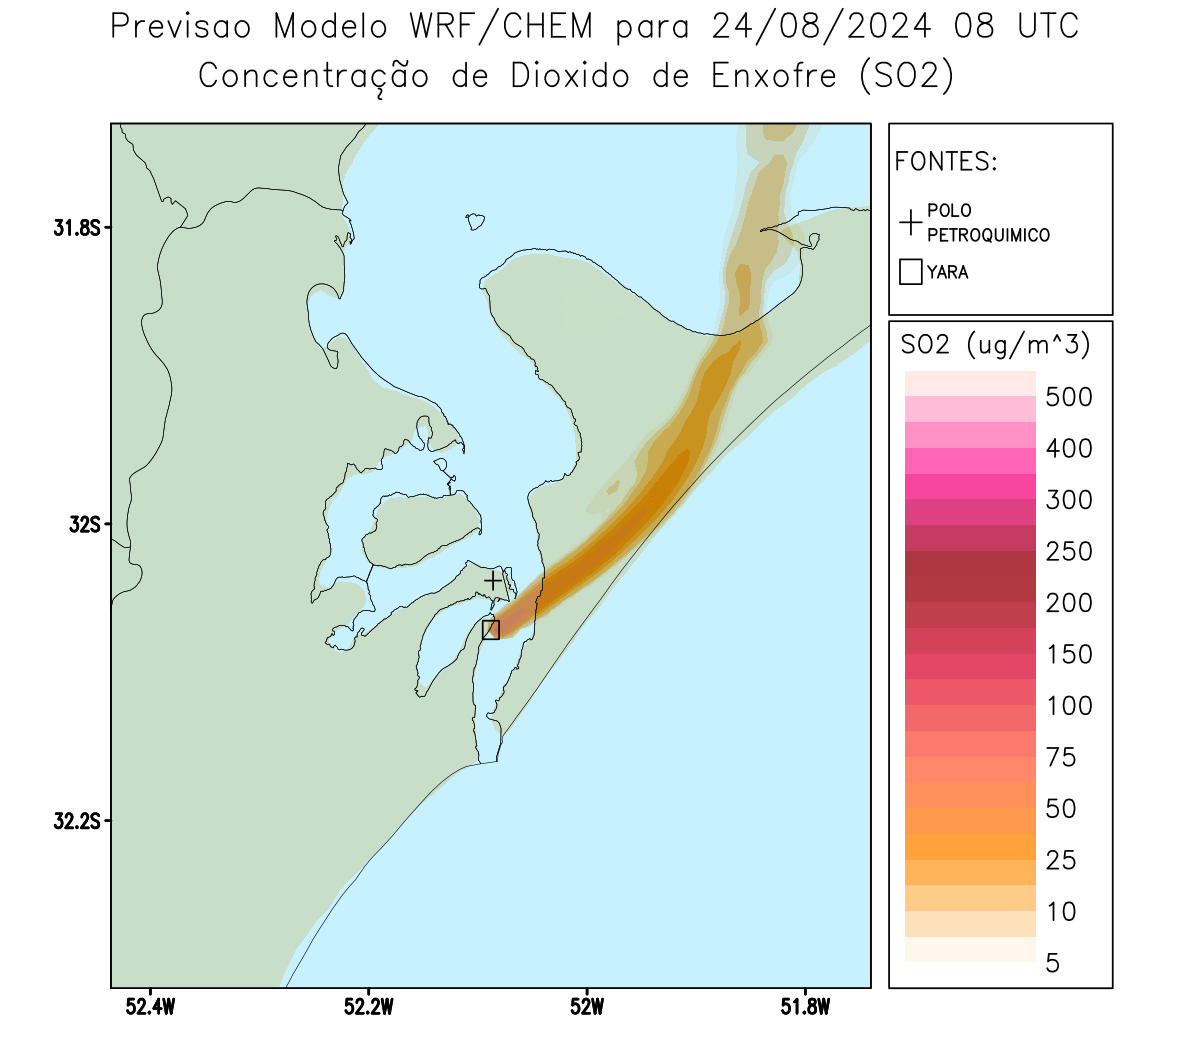 Previsao Modelo WRF/CHEM para 24/08/2024 08 UTC
Concentração de Dioxido de Enxofre (SO2)
FONTES:
POLO
PETROQUIMICO
YARA
SO2 (ug/m^3)
500
400
300
250
200
150
100
75
50
25
10
5
31.8S
32S
32.2S
52.4W
52.2W
52W
51.8W